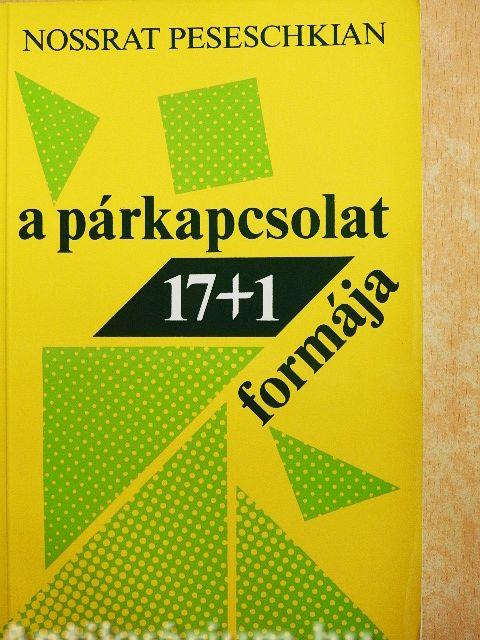 NOSSRAT PESESCHKIAN
a párkapcsolat
17+1
formája